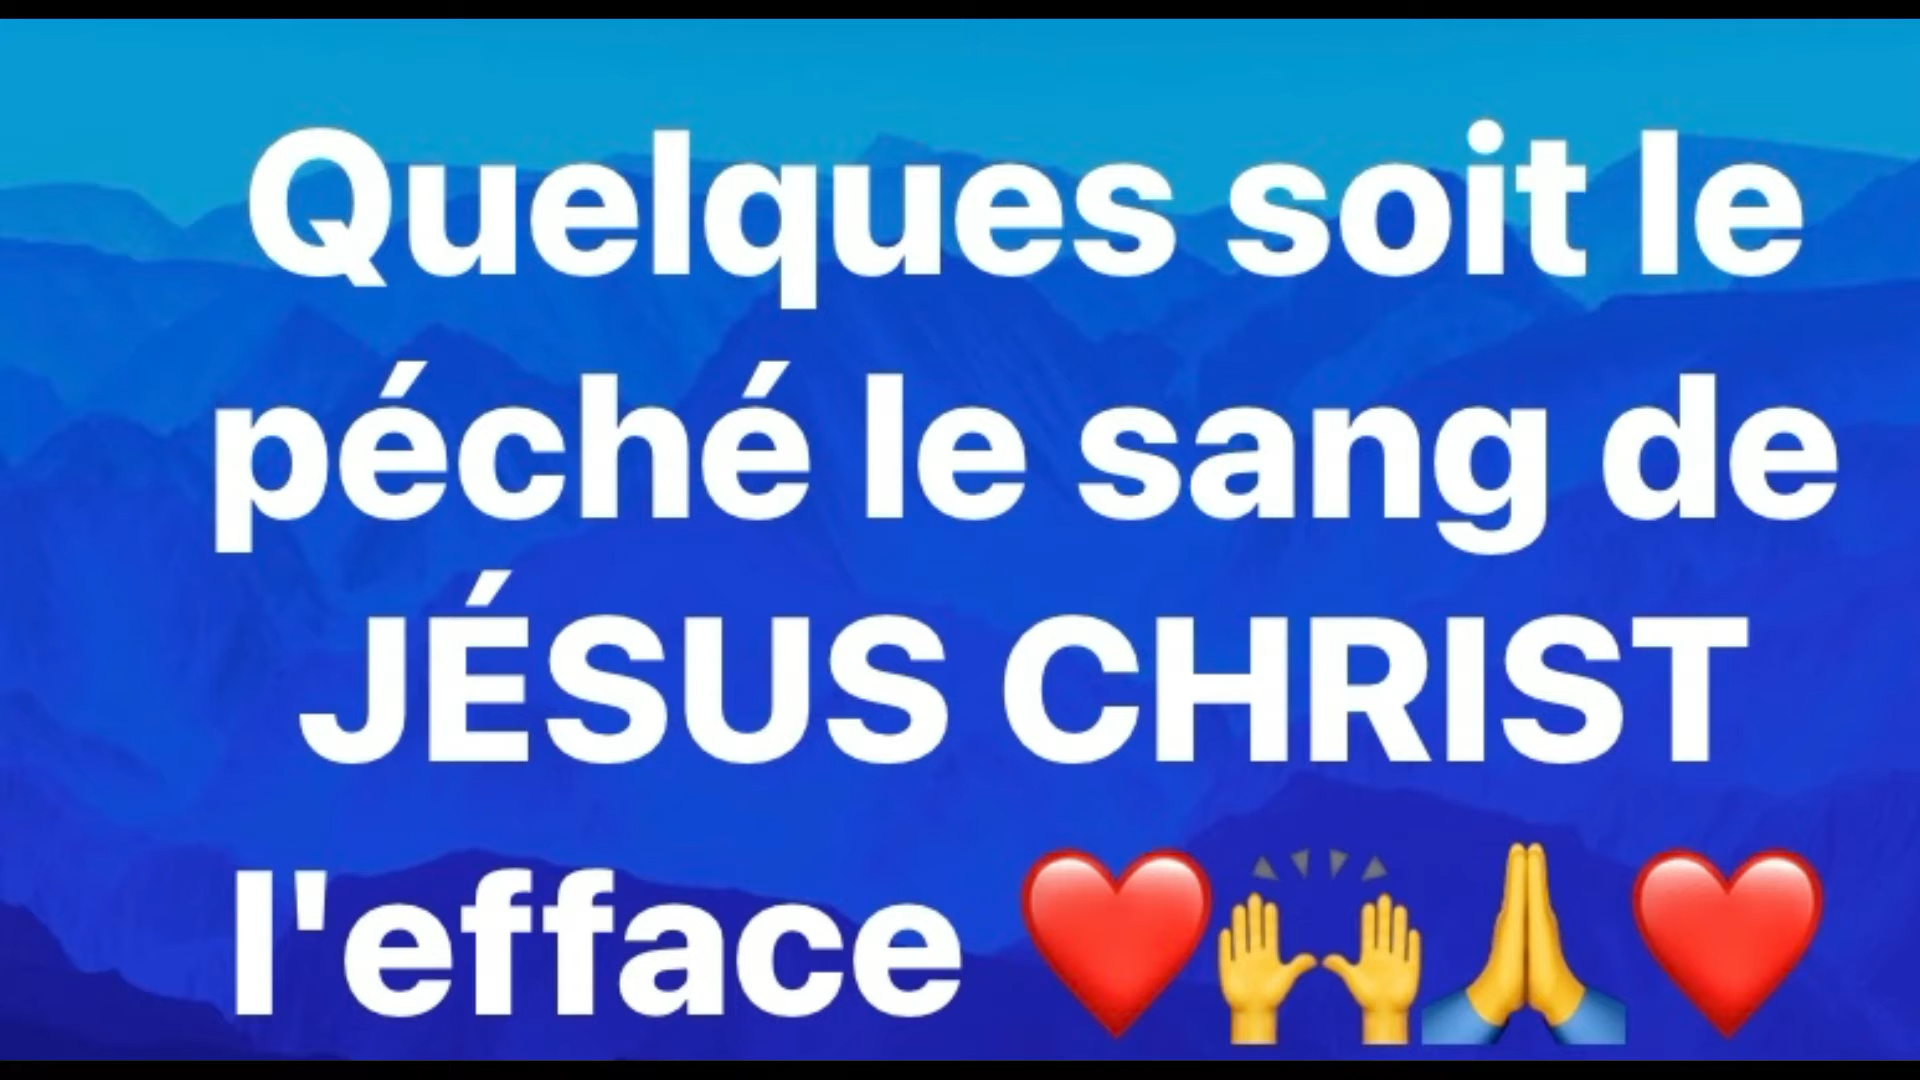 Quelques soit le
péché le sang de
JÉSUS CHRIST
l'efface ❤️🙌🙏❤️